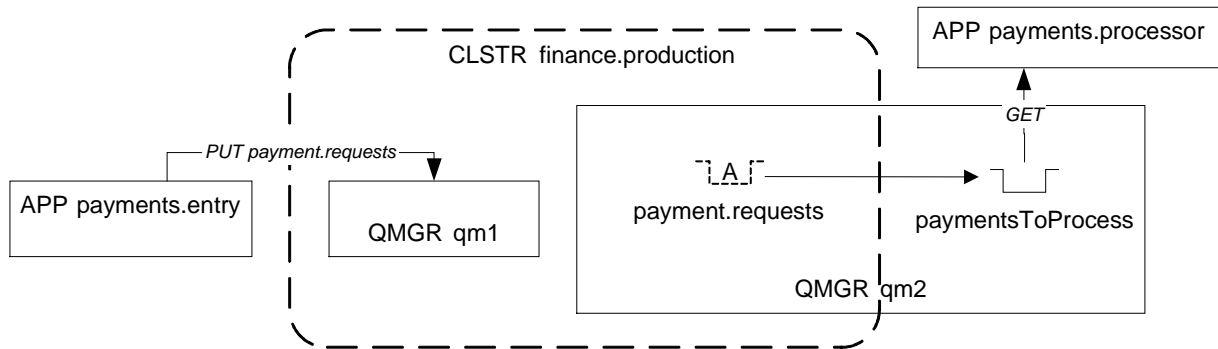 APP payments.processor
CLSTR finance.production
GET
PUT payment.requests
A
APP payments.entry
payment.requests
paymentsToProcess
QMGR qm1
QMGR qm2